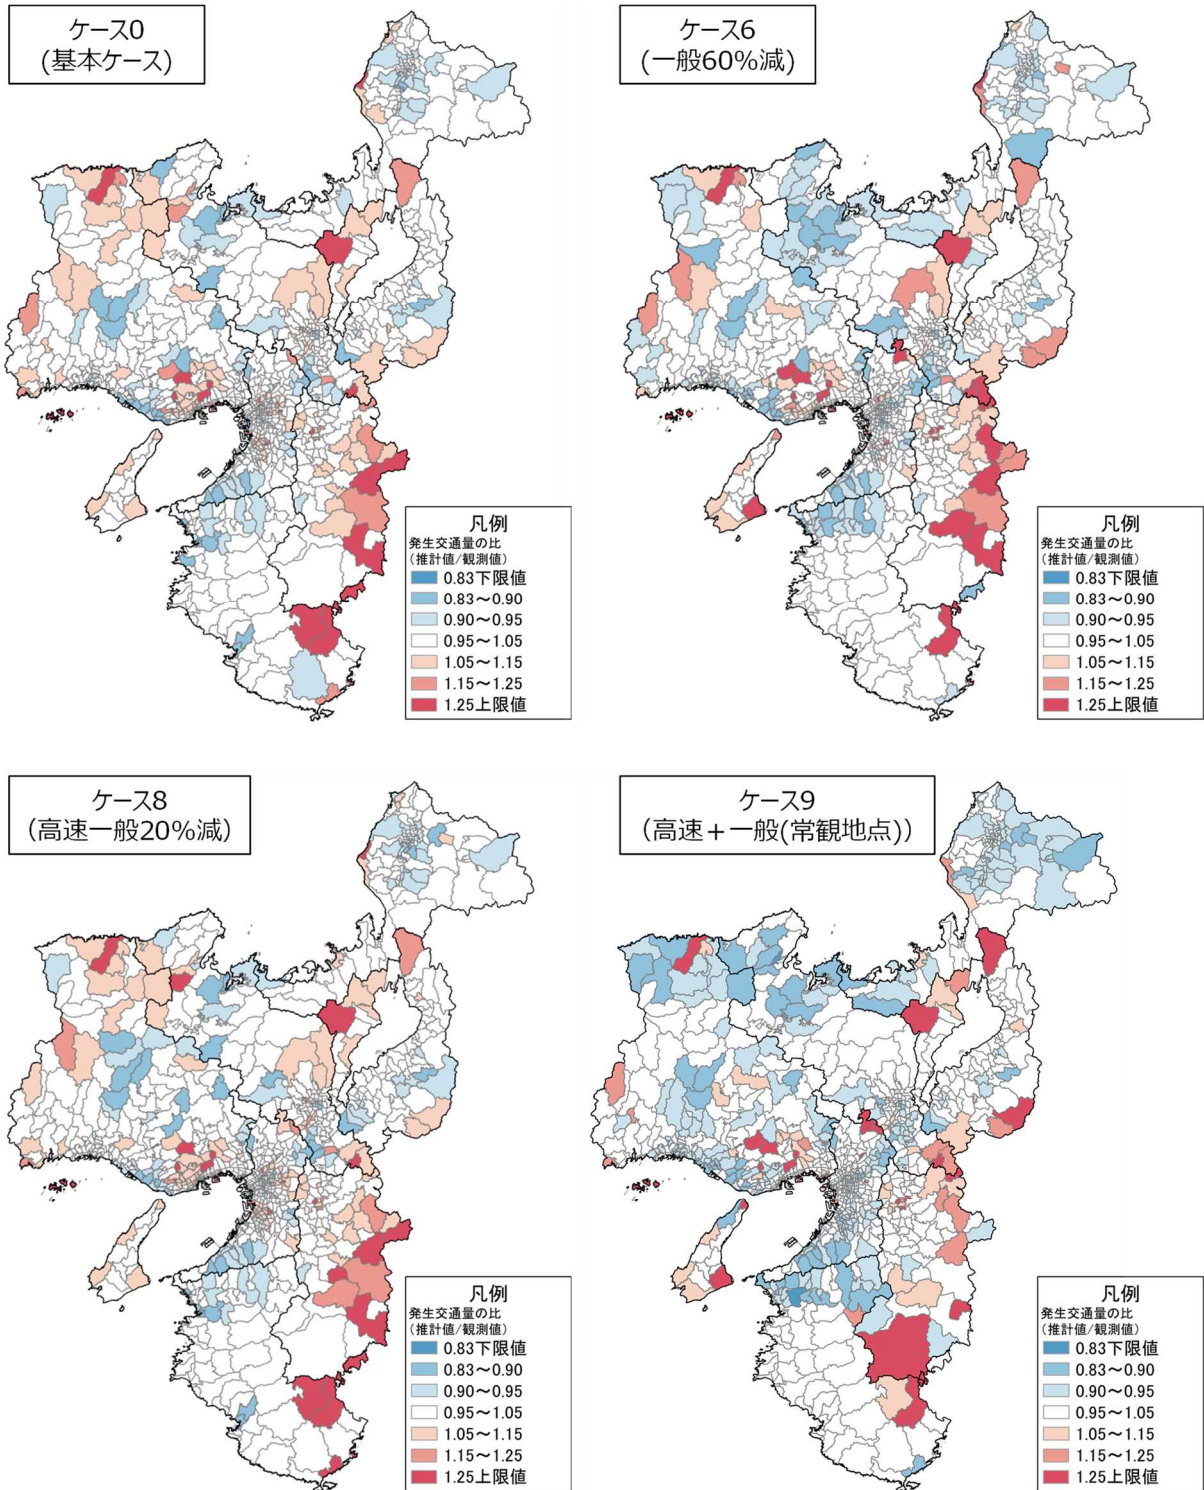 ケース0
(基本ケース)
ケース6
(一般60%減)
凡例
発生交通量の比
(推計値/観測値)
0.83下限値
0.83～0.90
0.90～0.95
0.95～1.05
1.05～1.15
1.15～1.25
1.25上限値
凡例
発生交通量の比
(推計値/観測値)
0.83下限値
0.83～0.90
0.90～0.95
0.95～1.05
1.05～1.15
1.15～1.25
1.25上限値
ケース8
（高速一般20%減）
ケース9
（高速＋一般(常観地点)）
凡例
発生交通量の比
(推計値/観測値)
0.83下限値
0.83～0.90
0.90～0.95
0.95～1.05
1.05～1.15
1.15～1.25
1.25上限値
凡例
発生交通量の比
(推計値/観測値)
0.83下限値
0.83～0.90
0.90～0.95
0.95～1.05
1.05～1.15
1.15～1.25
1.25上限値